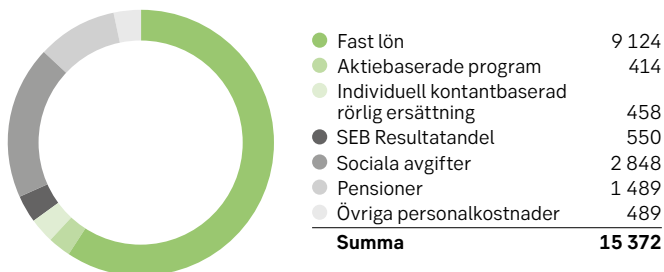 Fast lön 9 124
Aktiebaserade program 414
Individuell kontantbaserad
rörlig ersättning 458
SEB Resultatandel 550
Sociala avgifter 2 848
Pensioner 1 489
Övriga personalkostnader 489
Summa 15 372